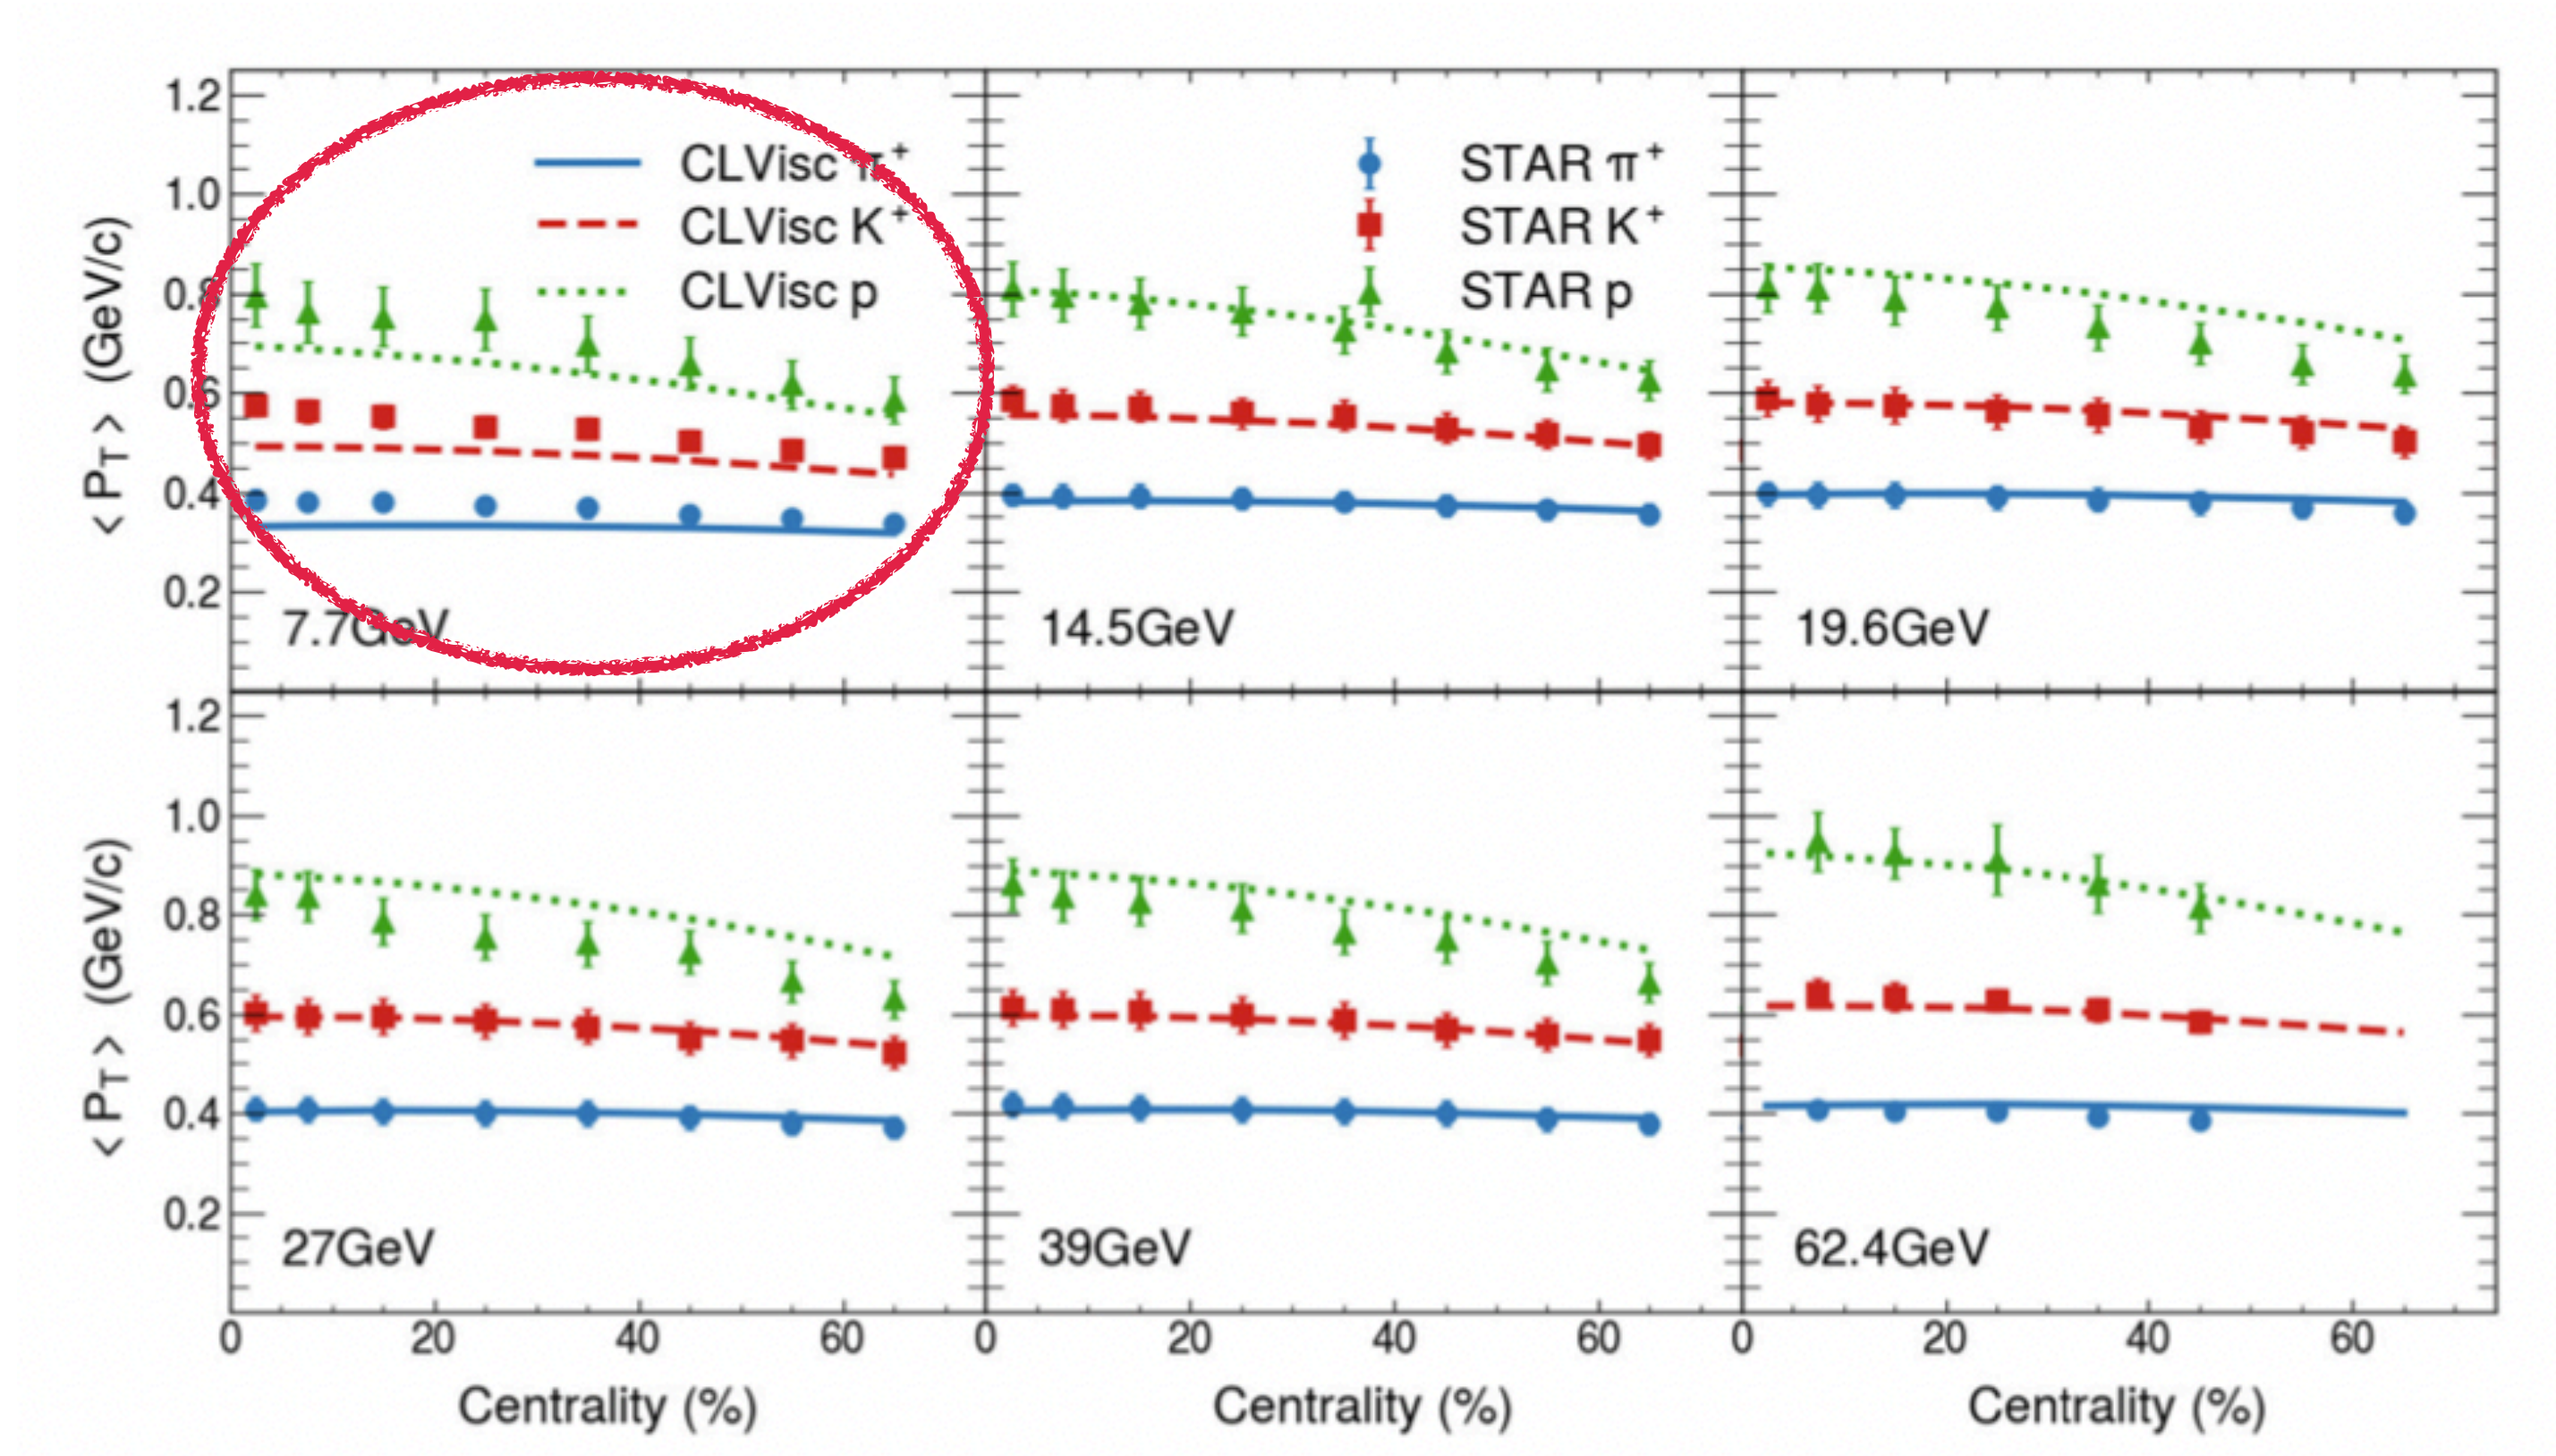 1.2
1.0
0.8
0.6
0.4
0.2
< P_T > (GeV/c)
CLVisc π⁺
CLVisc K⁺
CLVisc p
7.7GeV
STAR π⁺
STAR K⁺
STAR p
14.5GeV
19.6GeV
1.2
1.0
0.8
0.6
0.4
0.2
< P_T > (GeV/c)
27GeV
39GeV
62.4GeV
0 20 40 60
0 20 40 60
0 20 40 60
Centrality (%)
Centrality (%)
Centrality (%)